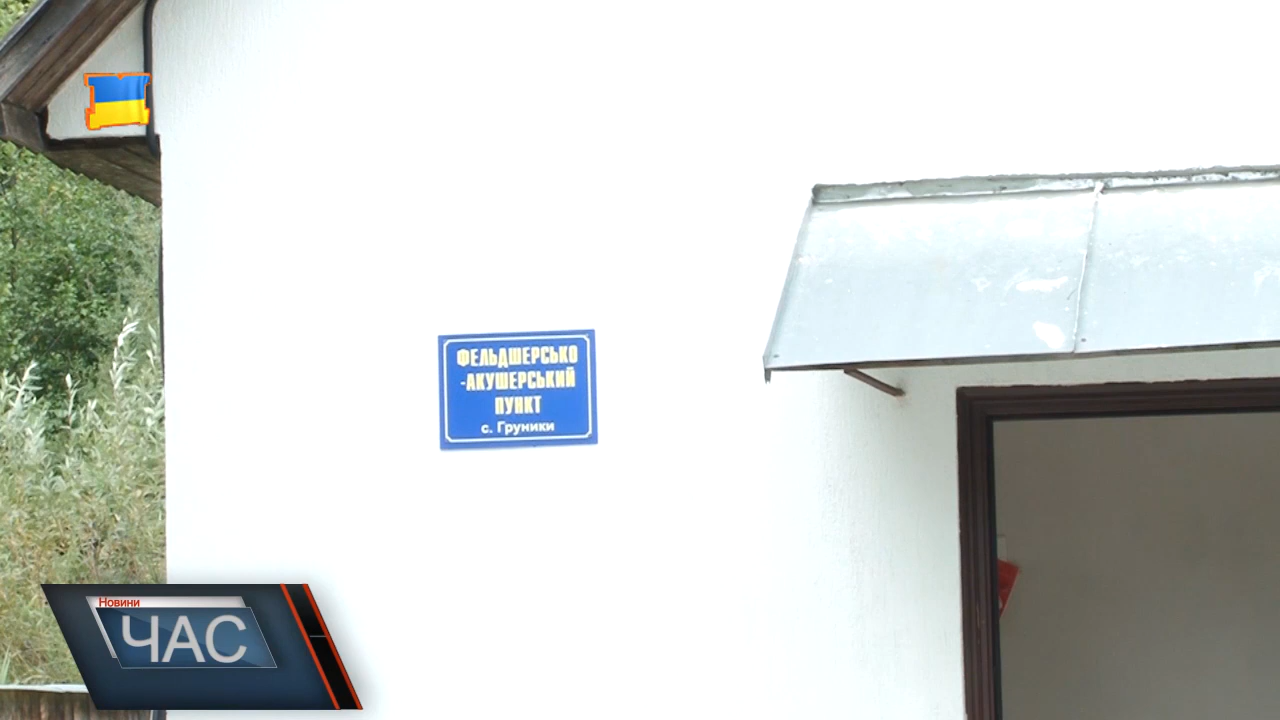 ФЕЛЬДШЕРСЬКО
-АКУШЕРСЬКИЙ
ПУНКТ
с. Груники
Новини
ЧАС